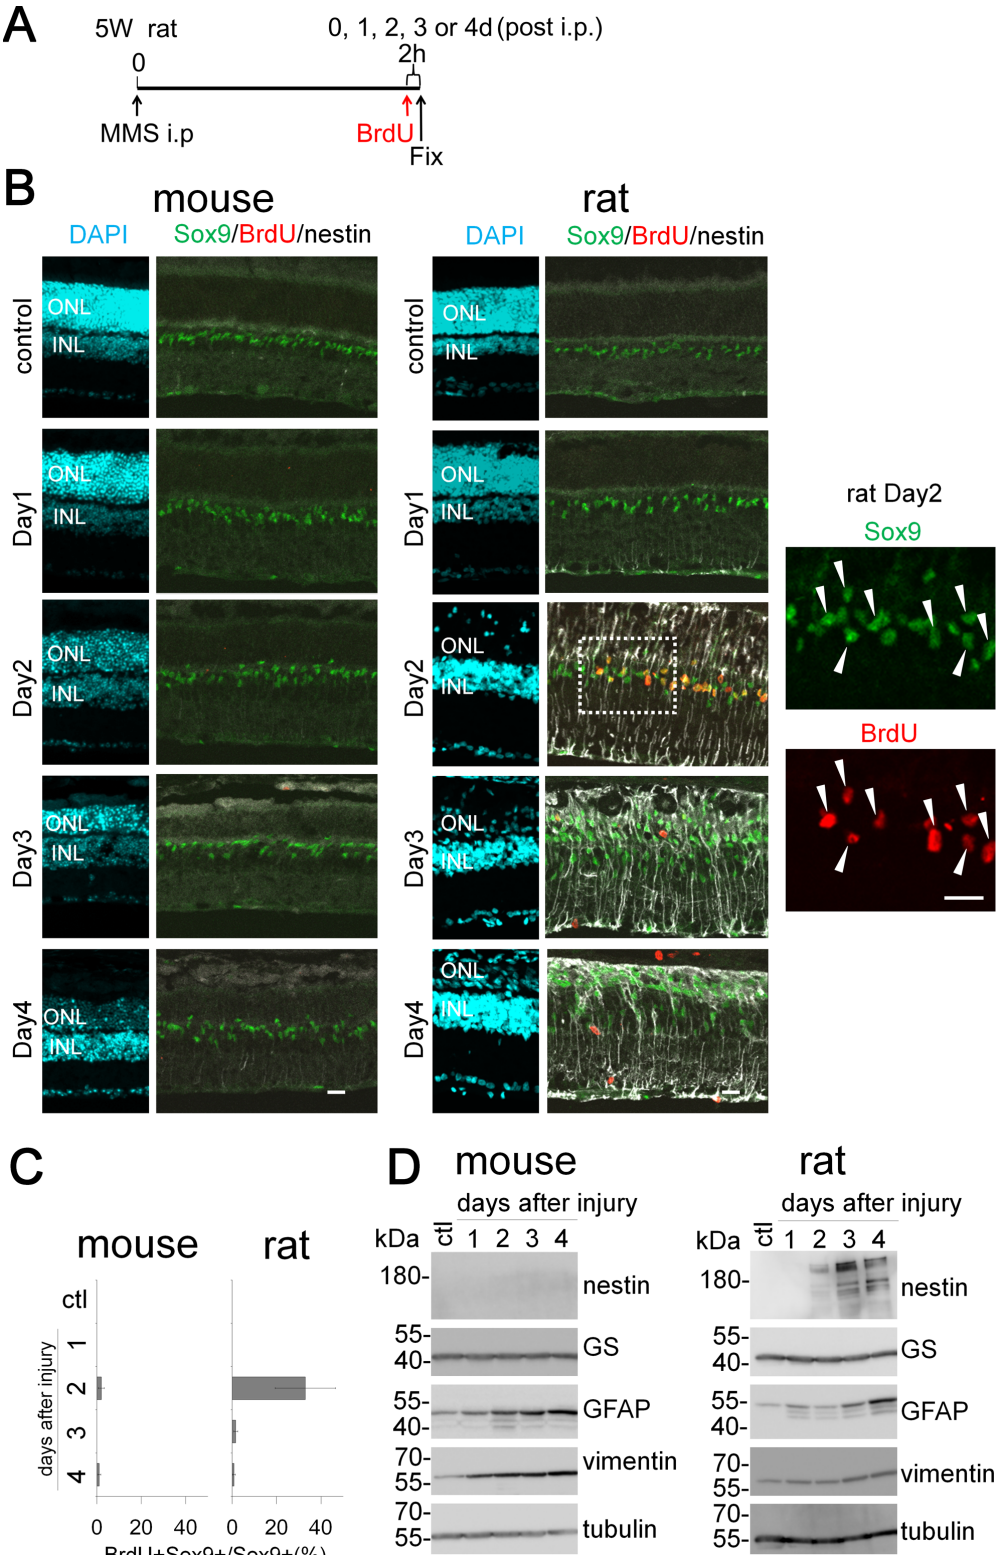 A
5W rat
0, 1, 2, 3 or 4d (post i.p.)
0
2h
MMS i.p
BrdU
Fix
B
mouse
rat
DAPI
Sox9/BrdU/nestin
DAPI
Sox9/BrdU/nestin
control
ONL
INL
control
ONL
INL
Day1
ONL
INL
Day1
ONL
INL
Day2
ONL
INL
Day2
ONL
INL
Day3
ONL
INL
Day3
ONL
INL
Day4
ONL
INL
Day4
ONL
INL
rat Day2
Sox9
BrdU
C
mouse
rat
days after injury
ctl
1
2
3
4
0 20 40
0 20 40
BrdU+Sox9+/Sox9+(%)
D
mouse
days after injury
kDa
ctl 1 2 3 4
180- nestin
55-
40- GS
55-
40- GFAP
70-
55- vimentin
70-
55- tubulin
rat
days after injury
kDa
ctl 1 2 3 4
180- nestin
55-
40- GS
55-
40- GFAP
70-
55- vimentin
70-
55- tubulin